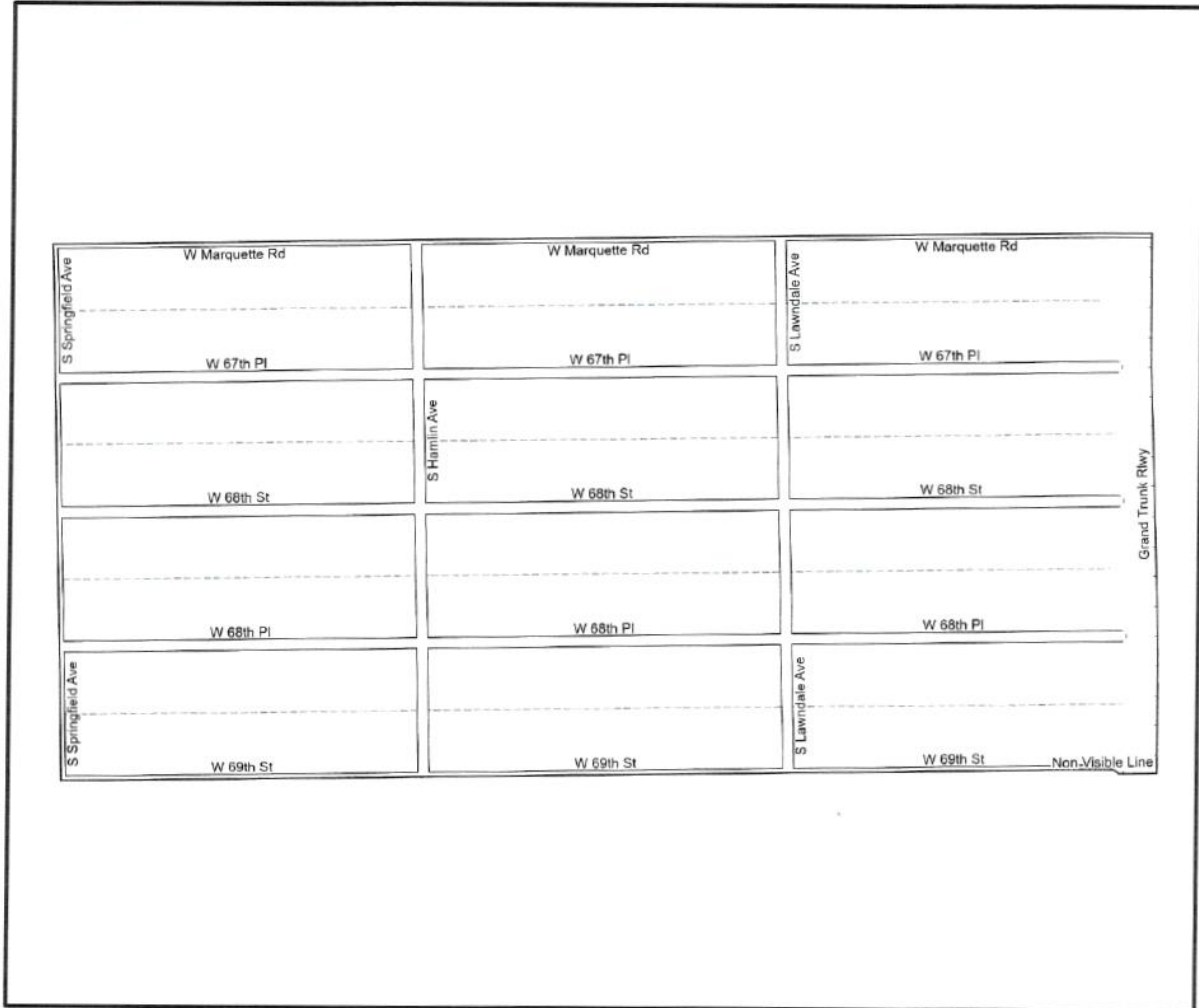 W Marquette Rd
W Marquette Rd
W Marquette Rd
S Springfield Ave
S Lawndale Ave
W 67th Pl
W 67th Pl
W 67th Pl
S Hamlin Ave
W 68th St
W 68th St
W 68th St
Grand Trunk Rlwy
W 68th Pl
W 68th Pl
W 68th Pl
S Springfield Ave
S Lawndale Ave
W 69th St
W 69th St
W 69th St
Non-Visible Line